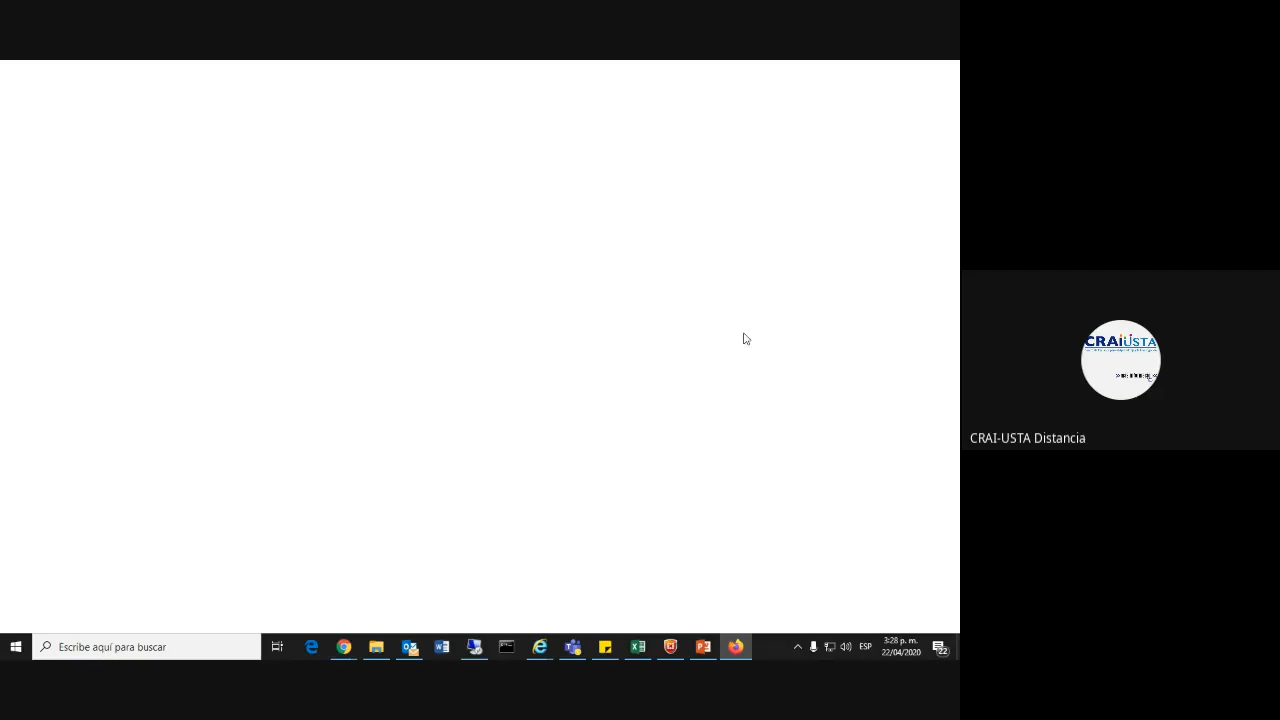 CRAIUSTA
CRAI-USTA Distancia
Escribe aquí para buscar
ESP
3:28 p. m.
22/04/2020
22